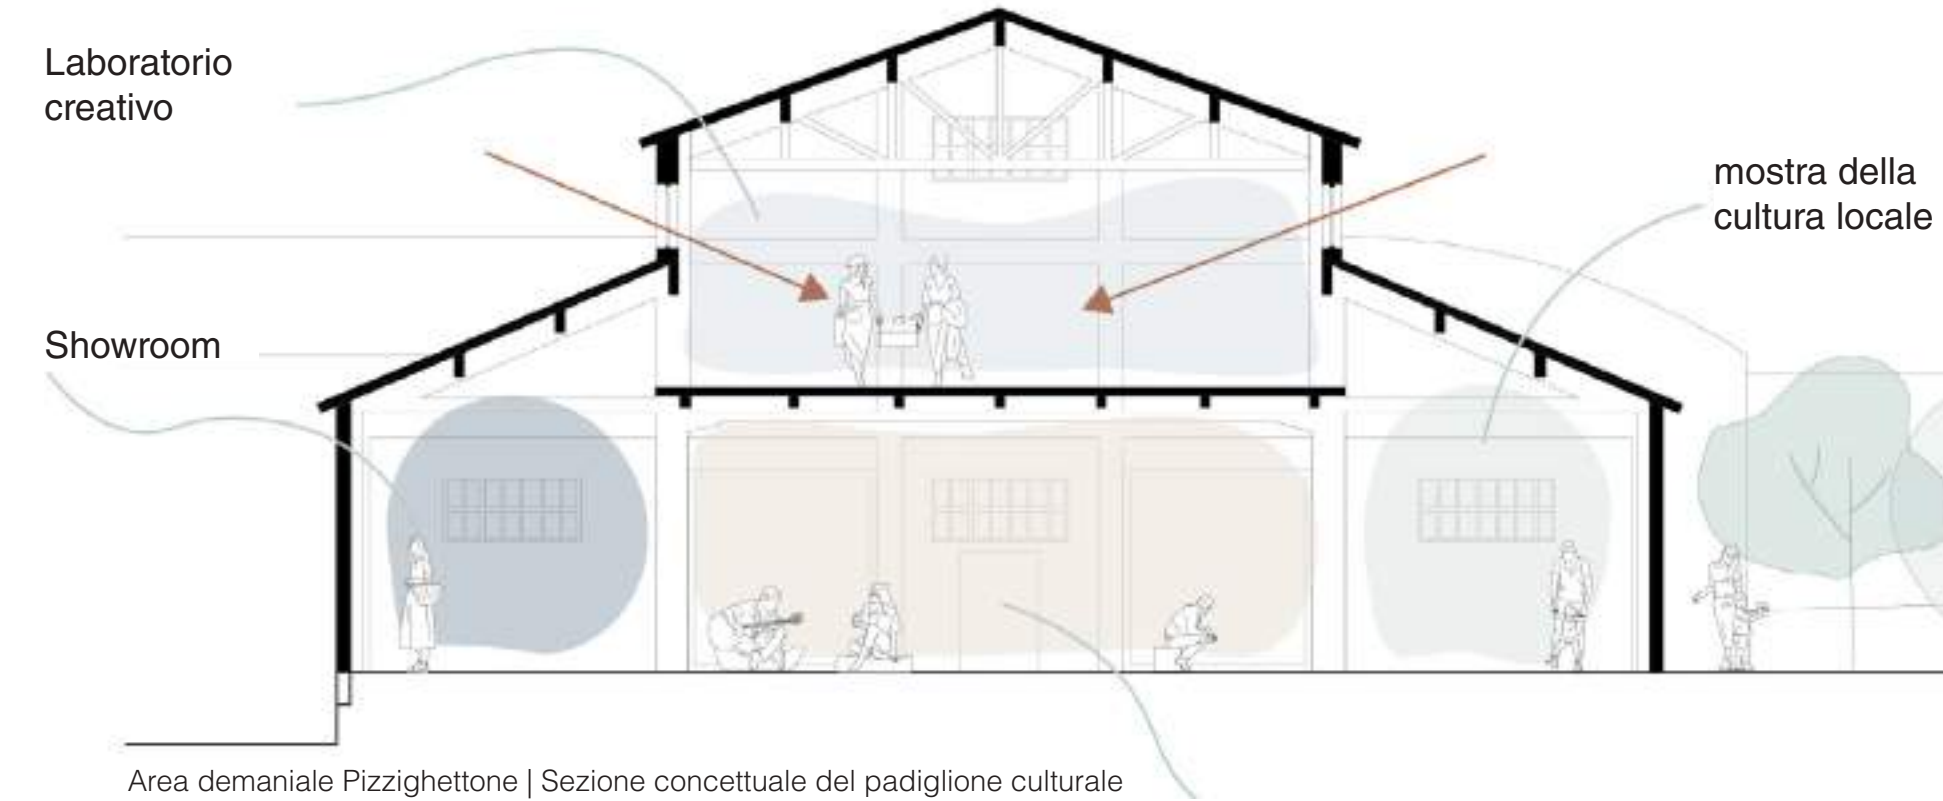 Laboratorio
creativo
mostra della
cultura locale
Showroom
Area demaniale Pizzighettone | Sezione concettuale del padiglione culturale